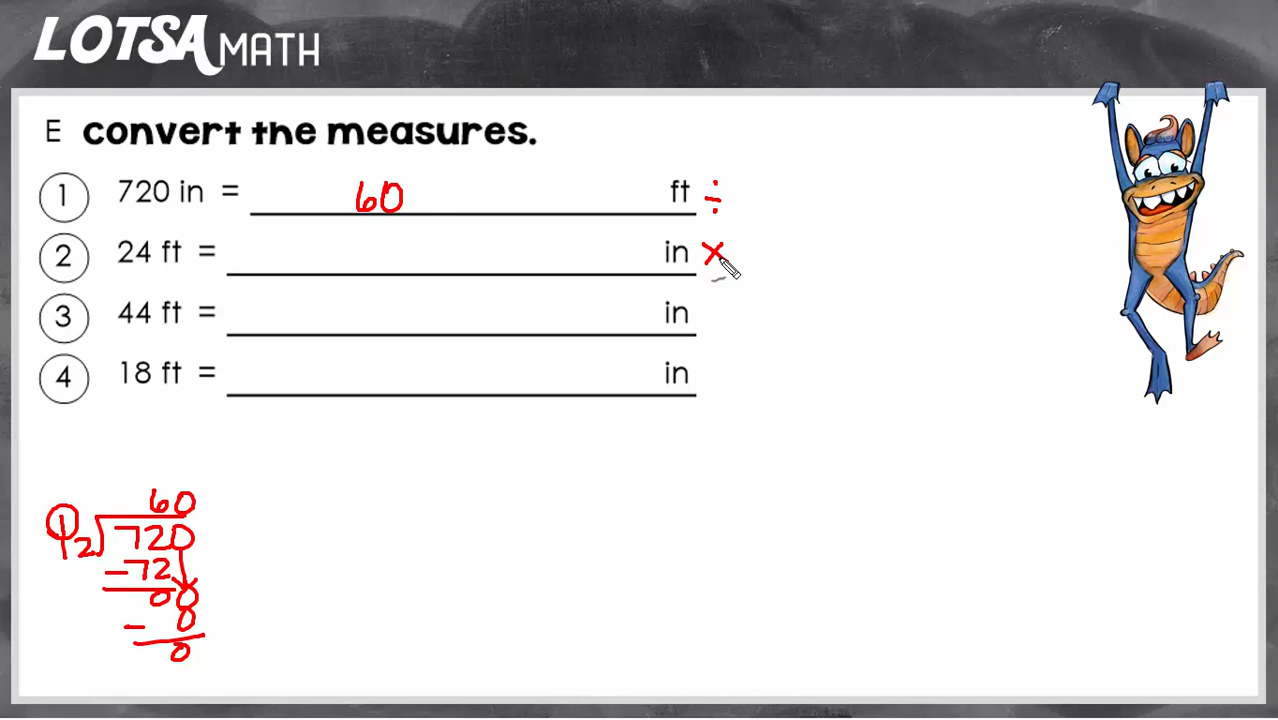 LOTSA MATH
E convert the measures.
1 720 in = 60 ft ÷
2 24 ft = in ×
3 44 ft = in
4 18 ft = in
60
12 720
-72
00
- 0
0